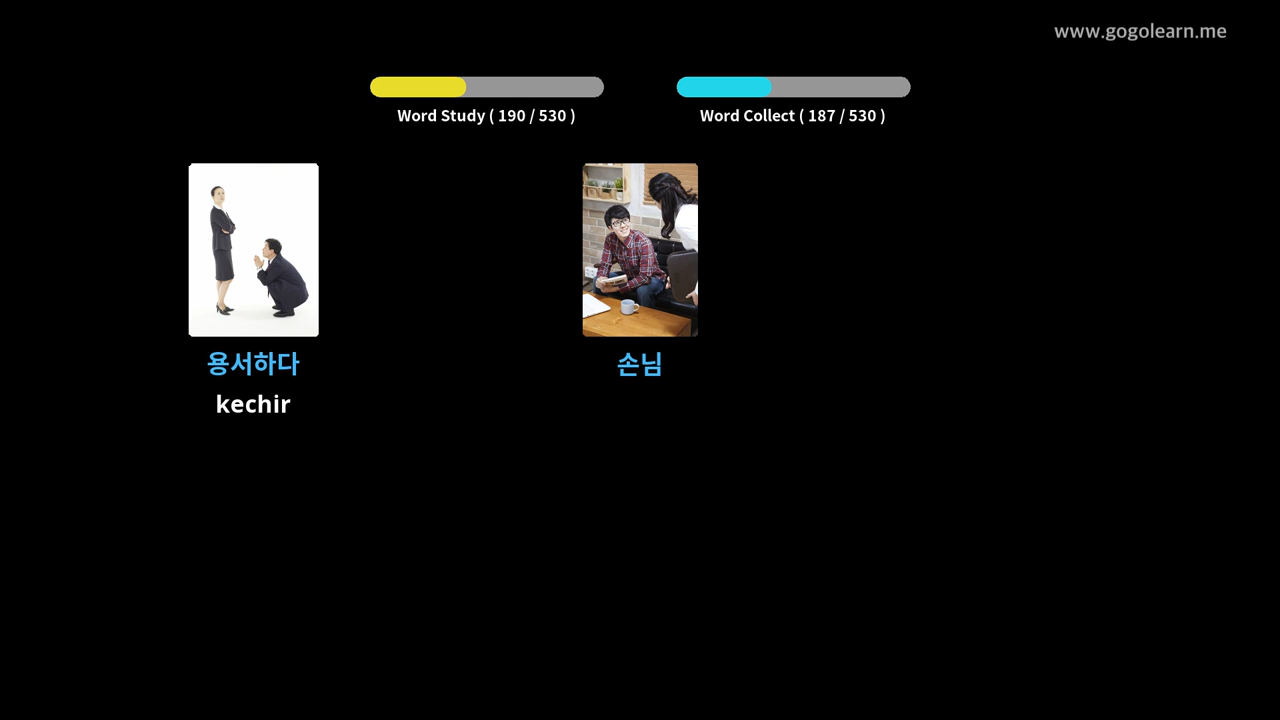 www.gogolearn.me
Word Study ( 190 / 530 )
Word Collect ( 187 / 530 )
용서하다
손님
kechir